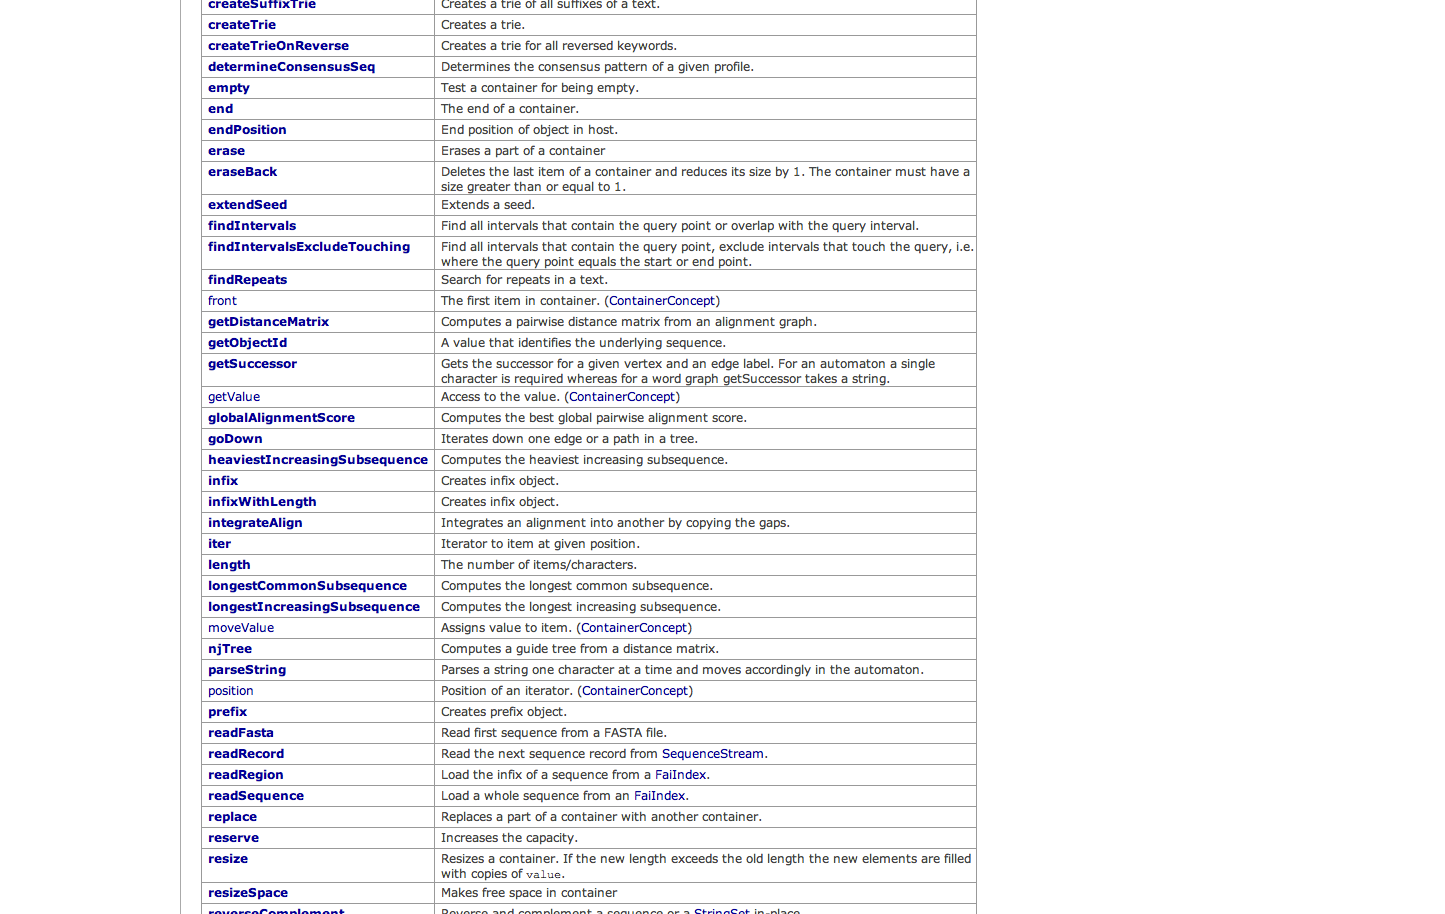 createSuffixTrie Creates a trie of all suffixes of a text.
createTrie Creates a trie.
createTrieOnReverse Creates a trie for all reversed keywords.
determineConsensusSeq Determines the consensus pattern of a given profile.
empty Test a container for being empty.
end The end of a container.
endPosition End position of object in host.
erase Erases a part of a container
eraseBack Deletes the last item of a container and reduces its size by 1. The container must have a
size greater than or equal to 1.
extendSeed Extends a seed.
findIntervals Find all intervals that contain the query point or overlap with the query interval.
findIntervalsExcludeTouching Find all intervals that contain the query point, exclude intervals that touch the query, i.e.
where the query point equals the start or end point.
findRepeats Search for repeats in a text.
front The first item in container. (ContainerConcept)
getDistanceMatrix Computes a pairwise distance matrix from an alignment graph.
getObjectId A value that identifies the underlying sequence.
getSuccessor Gets the successor for a given vertex and an edge label. For an automaton a single
character is required whereas for a word graph getSuccessor takes a string.
getValue Access to the value. (ContainerConcept)
globalAlignmentScore Computes the best global pairwise alignment score.
goDown Iterates down one edge or a path in a tree.
heaviestIncreasingSubsequence Computes the heaviest increasing subsequence.
infix Creates infix object.
infixWithLength Creates infix object.
integrateAlign Integrates an alignment into another by copying the gaps.
iter Iterator to item at given position.
length The number of items/characters.
longestCommonSubsequence Computes the longest common subsequence.
longestIncreasingSubsequence Computes the longest increasing subsequence.
moveValue Assigns value to item. (ContainerConcept)
njTree Computes a guide tree from a distance matrix.
parseString Parses a string one character at a time and moves accordingly in the automaton.
position Position of an iterator. (ContainerConcept)
prefix Creates prefix object.
readFasta Read first sequence from a FASTA file.
readRecord Read the next sequence record from SequenceStream.
readRegion Load the infix of a sequence from a FaiIndex.
readSequence Load a whole sequence from an FaiIndex.
replace Replaces a part of a container with another container.
reserve Increases the capacity.
resize Resizes a container. If the new length exceeds the old length the new elements are filled
with copies of value.
resizeSpace Makes free space in container
reverseComplement Reverse and complement a sequence or a StringSet in-place.